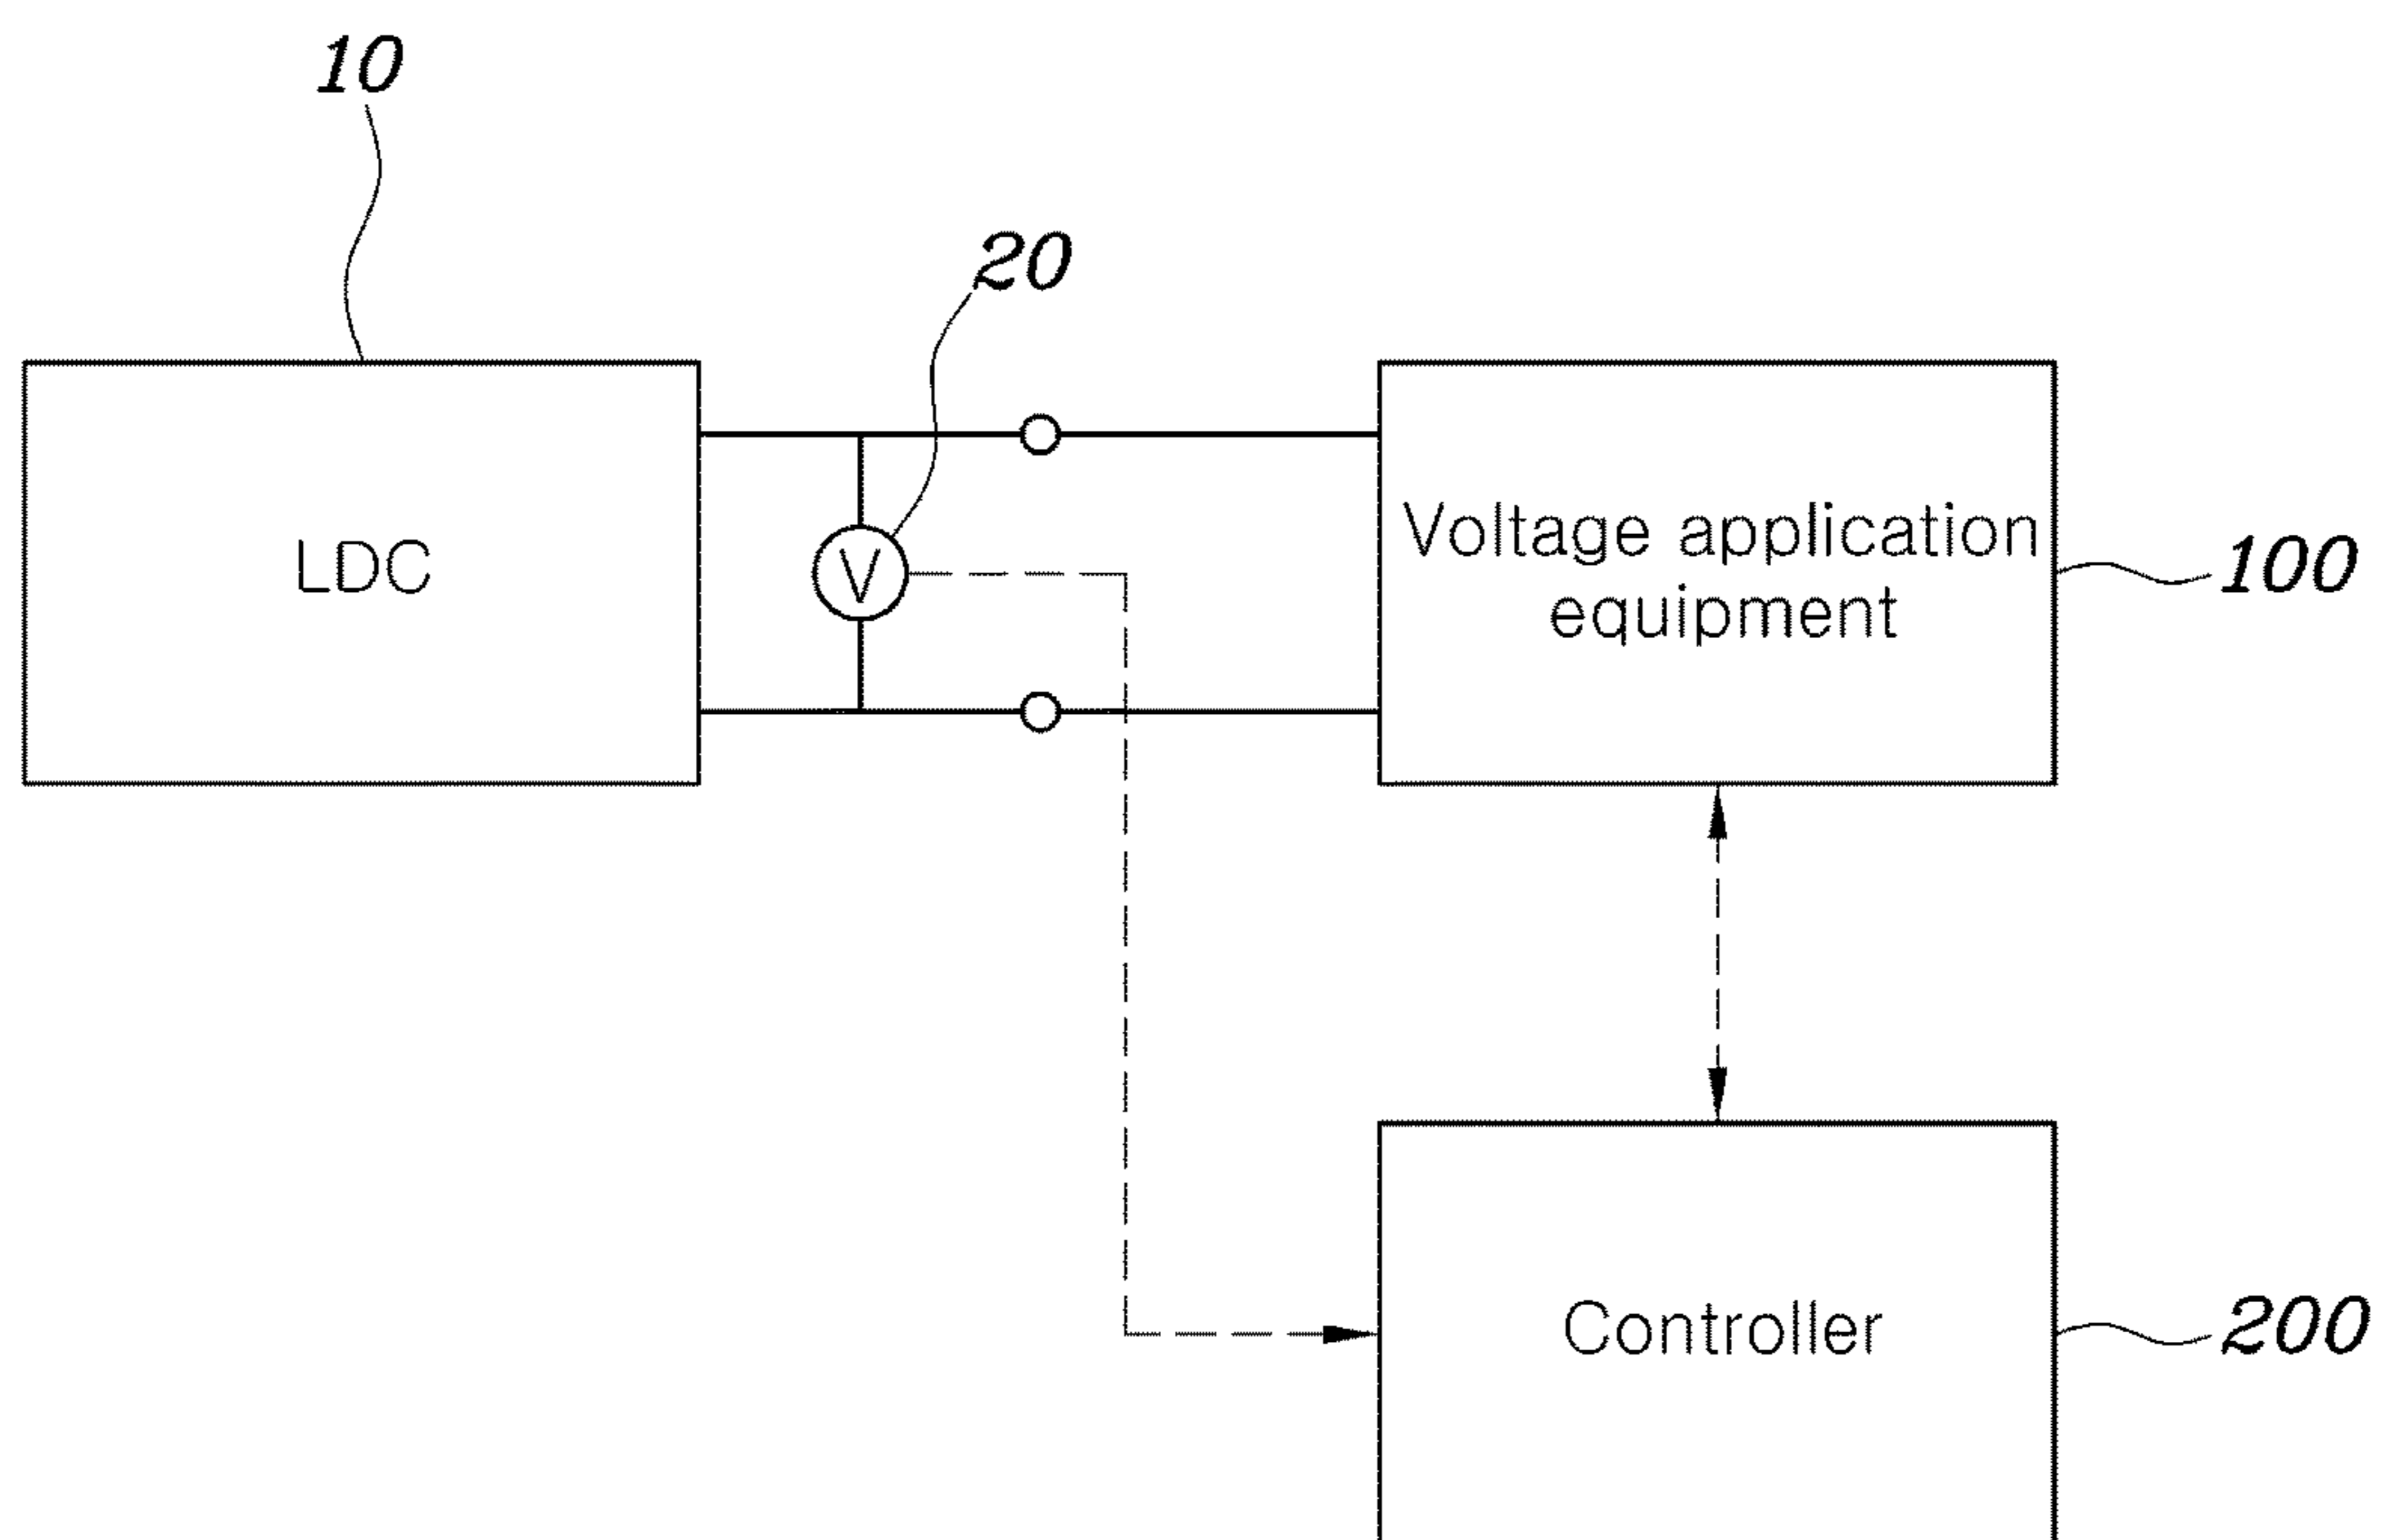 10
20
LDC
V
Voltage application
equipment
100
Controller
200